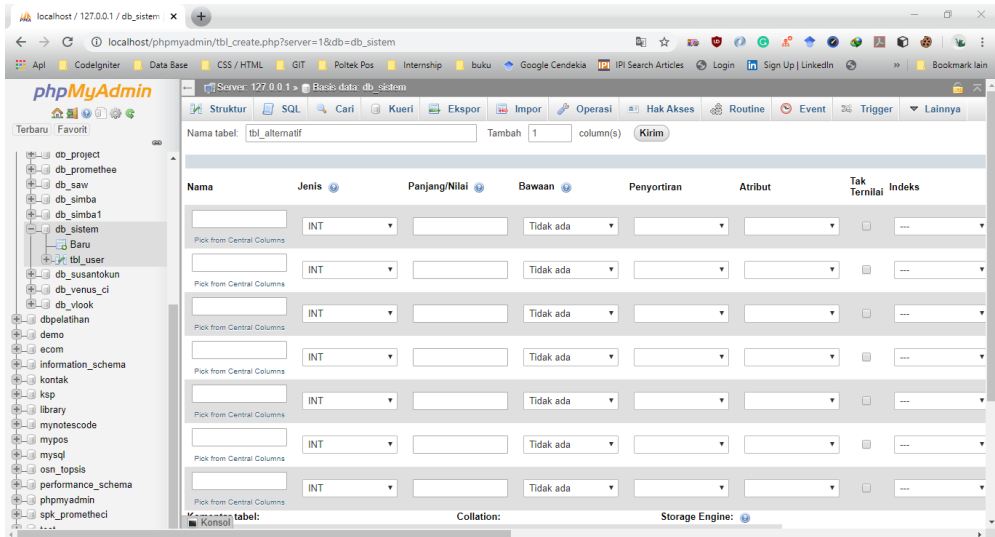 localhost / 127.0.0.1 / db_sistem
localhost/phpmyadmin/tbl_create.php?server=1&db=db_sistem
Apl CodeIgniter Data Base CSS / HTML GIT Poltek Pos Internship buku Google Cendekia IPI IPI Search Articles Login Sign Up | LinkedIn » Bookmark lain
phpMyAdmin
Terbaru Favorit
db_project
db_promethee
db_saw
db_simba
db_simba1
db_sistem
Baru
tbl_user
db_susantokun
db_venus_ci
db_vlook
dbpelatihan
demo
ecom
information_schema
kontak
ksp
library
mynotescode
mypos
mysql
osn_topsis
performance_schema
phpmyadmin
spk_prometheci
Server: 127.0.0.1 » Basis data: db_sistem
Struktur SQL Cari Kueri Ekspor Impor Operasi Hak Akses Routine Event Trigger Lainnya
Nama tabel: tbl_alternatif Tambah 1 column(s) Kirim
Nama Jenis Panjang/Nilai Bawaan Penyortiran Atribut Tak Ternilai Indeks
INT Tidak ada ---
Pick from Central Columns
INT Tidak ada ---
Pick from Central Columns
INT Tidak ada ---
Pick from Central Columns
INT Tidak ada ---
Pick from Central Columns
INT Tidak ada ---
Pick from Central Columns
INT Tidak ada ---
Pick from Central Columns
INT Tidak ada ---
Pick from Central Columns
Komentar tabel: Collation: Storage Engine:
Konsol